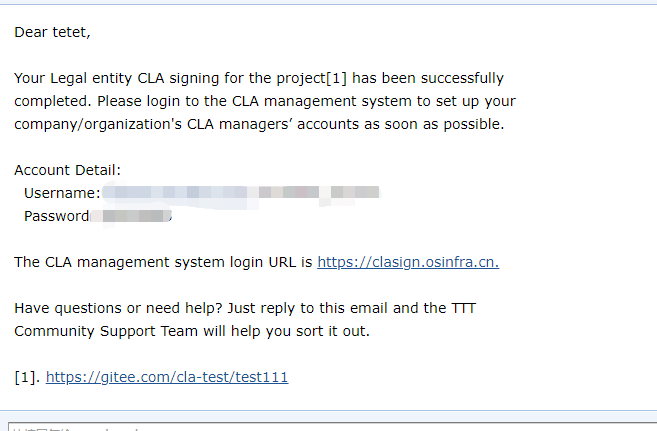 Dear tetet,
Your Legal entity CLA signing for the project[1] has been successfully
completed. Please login to the CLA management system to set up your
company/organization's CLA managers’ accounts as soon as possible.
Account Detail:
Username:
Password
The CLA management system login URL is https://clasign.osinfra.cn.
Have questions or need help? Just reply to this email and the TTT
Community Support Team will help you sort it out.
[1]. https://gitee.com/cla-test/test111